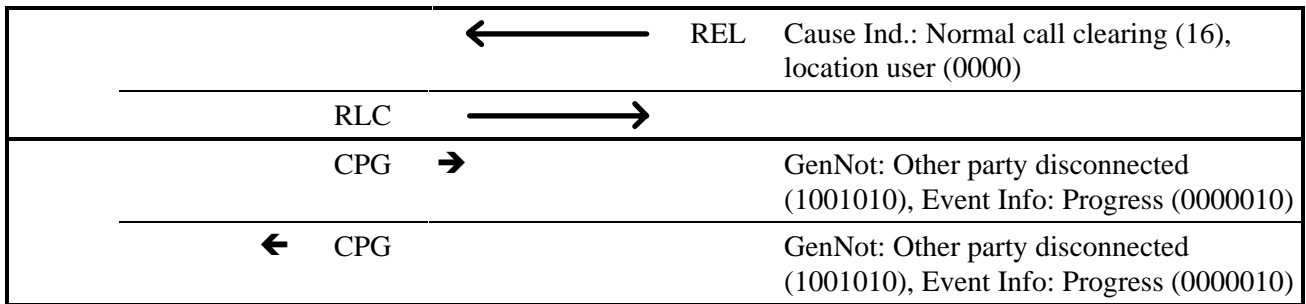 REL Cause Ind.: Normal call clearing (16),
location user (0000)
RLC
CPG GenNot: Other party disconnected
(1001010), Event Info: Progress (0000010)
CPG GenNot: Other party disconnected
(1001010), Event Info: Progress (0000010)